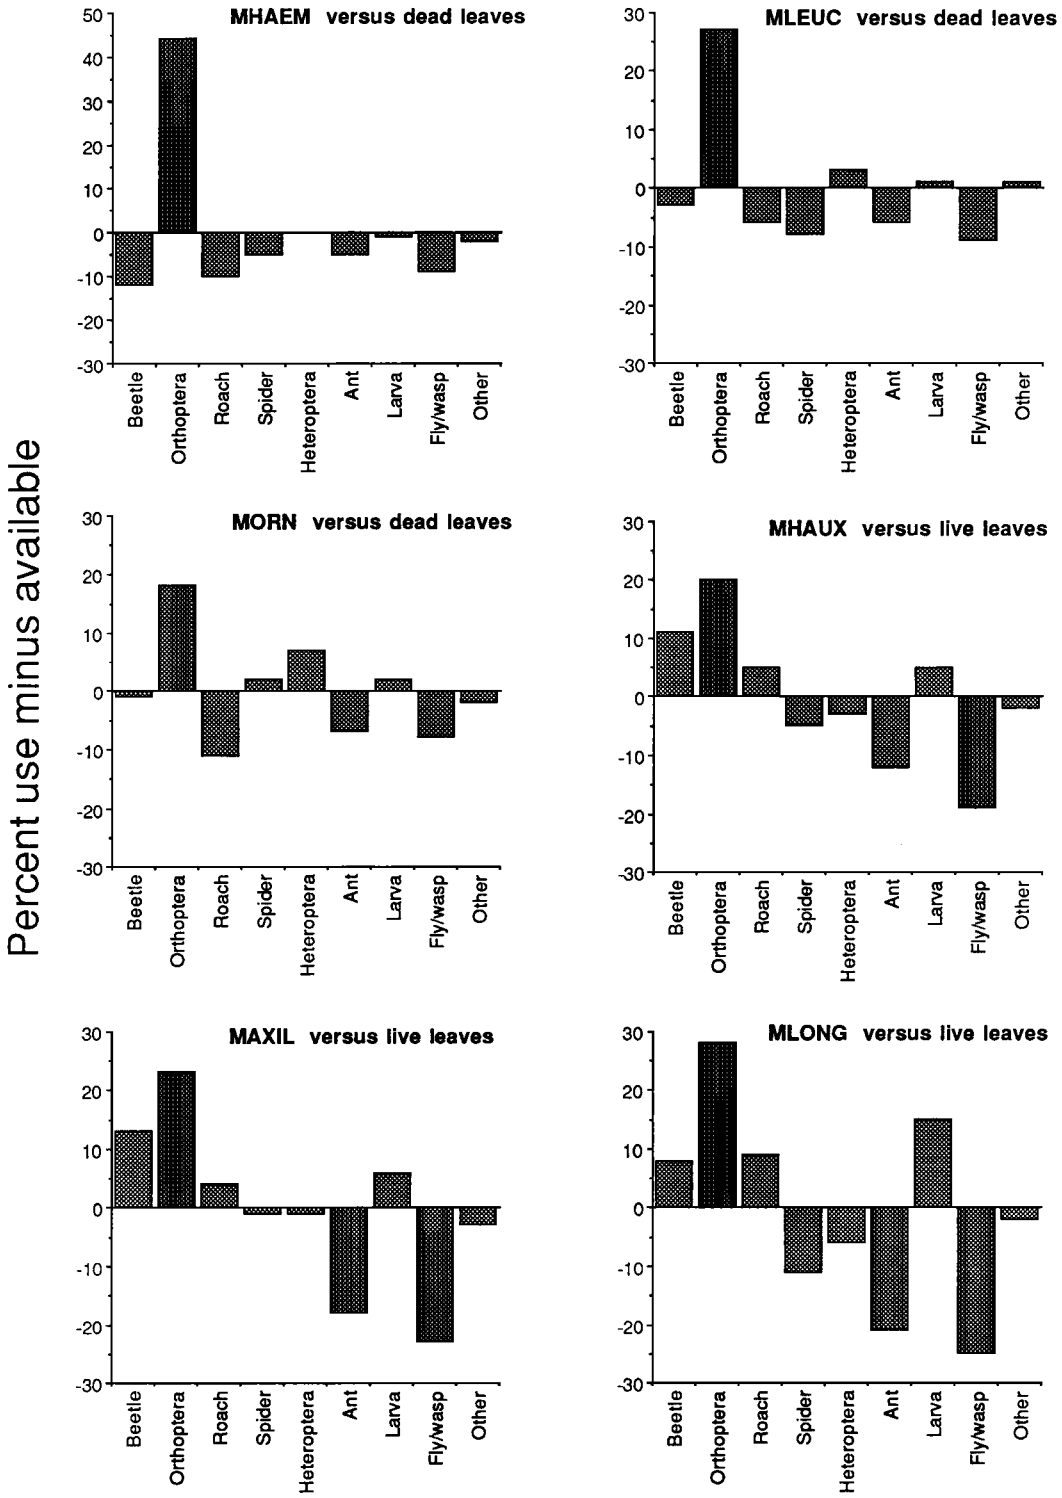 Percent use minus available
MHAEM versus dead leaves
50
40
30
20
10
0
-10
-20
-30
Beetle
Orthoptera
Roach
Spider
Heteroptera
Ant
Larva
Fly/wasp
Other
MLEUC versus dead leaves
30
20
10
0
-10
-20
-30
Beetle
Orthoptera
Roach
Spider
Heteroptera
Ant
Larva
Fly/wasp
Other
MORN versus dead leaves
30
20
10
0
-10
-20
-30
Beetle
Orthoptera
Roach
Spider
Heteroptera
Ant
Larva
Fly/wasp
Other
MHAUX versus live leaves
30
20
10
0
-10
-20
-30
Beetle
Orthoptera
Roach
Spider
Heteroptera
Ant
Larva
Fly/wasp
Other
MAXIL versus live leaves
30
20
10
0
-10
-20
-30
Beetle
Orthoptera
Roach
Spider
Heteroptera
Ant
Larva
Fly/wasp
Other
MLONG versus live leaves
30
20
10
0
-10
-20
-30
Beetle
Orthoptera
Roach
Spider
Heteroptera
Ant
Larva
Fly/wasp
Other